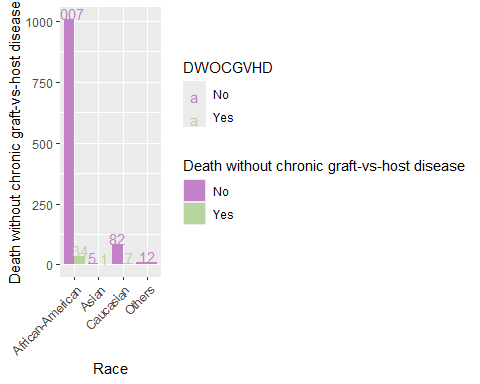 Death without chronic graft-vs-host disease
1000
750
500
250
0
007
34
5
1
82
7
12
African-American
Asian
Caucasian
Others
Race
DWOCGVHD
a No
a Yes
Death without chronic graft-vs-host disease
No
Yes